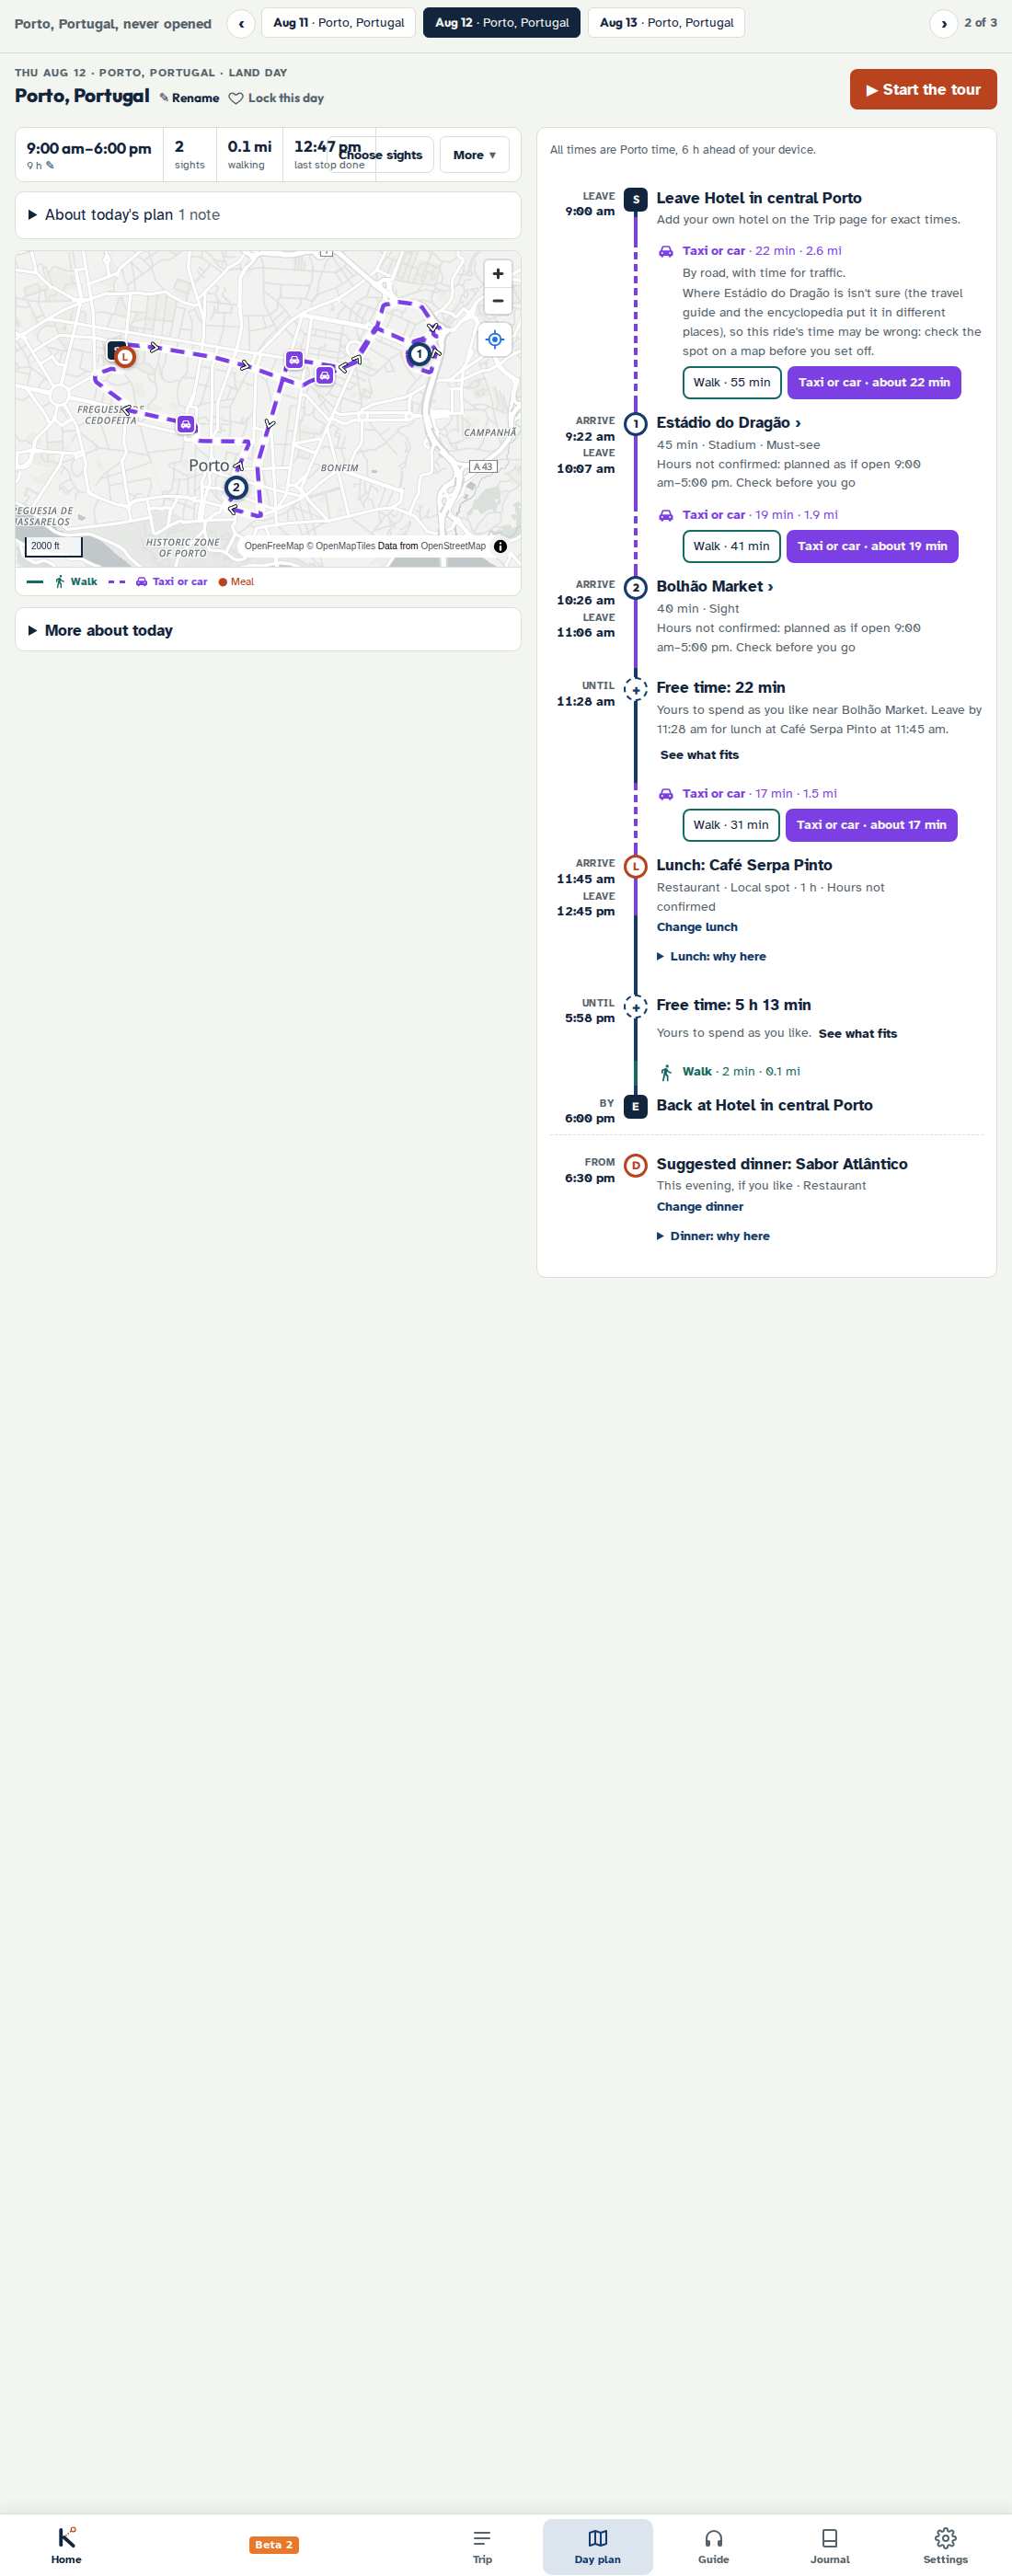 Porto, Portugal, never opened
‹
Aug 11 · Porto, Portugal
Aug 12 · Porto, Portugal
Aug 13 · Porto, Portugal
›
2 of 3
THU AUG 12 · PORTO, PORTUGAL · LAND DAY
Porto, Portugal ✎ Rename Lock this day
▶ Start the tour
9:00 am–6:00 pm
9 h ✎
2
sights
0.1 mi
walking
12:47 pm
last stop done
Choose sights
More ▾
▶ About today's plan 1 note
+
−
L
1
2
CEDOFEITA
CAMPANHÃ
Porto
BONFIM
A 43
HISTORIC ZONE
OF PORTO
2000 ft
OpenFreeMap © OpenMapTiles Data from OpenStreetMap
Walk Taxi or car Meal
▶ More about today
All times are Porto time, 6 h ahead of your device.
LEAVE
9:00 am
S
Leave Hotel in central Porto
Add your own hotel on the Trip page for exact times.
Taxi or car · 22 min · 2.6 mi
By road, with time for traffic.
Where Estádio do Dragão is isn't sure (the travel
guide and the encyclopedia put it in different
places), so this ride's time may be wrong: check the
spot on a map before you set off.
Walk · 55 min
Taxi or car · about 22 min
ARRIVE
9:22 am
LEAVE
10:07 am
1
Estádio do Dragão ›
45 min · Stadium · Must-see
Hours not confirmed: planned as if open 9:00
am–5:00 pm. Check before you go
Taxi or car · 19 min · 1.9 mi
Walk · 41 min
Taxi or car · about 19 min
ARRIVE
10:26 am
LEAVE
11:06 am
2
Bolhão Market ›
40 min · Sight
Hours not confirmed: planned as if open 9:00
am–5:00 pm. Check before you go
UNTIL
11:28 am
+
Free time: 22 min
Yours to spend as you like near Bolhão Market. Leave by
11:28 am for lunch at Café Serpa Pinto at 11:45 am.
See what fits
Taxi or car · 17 min · 1.5 mi
Walk · 31 min
Taxi or car · about 17 min
ARRIVE
11:45 am
LEAVE
12:45 pm
L
Lunch: Café Serpa Pinto
Restaurant · Local spot · 1 h · Hours not
confirmed
Change lunch
▶ Lunch: why here
UNTIL
5:58 pm
+
Free time: 5 h 13 min
Yours to spend as you like. See what fits
Walk · 2 min · 0.1 mi
BY
6:00 pm
E
Back at Hotel in central Porto
FROM
6:30 pm
D
Suggested dinner: Sabor Atlântico
This evening, if you like · Restaurant
Change dinner
▶ Dinner: why here
Home
Beta 2
Trip
Day plan
Guide
Journal
Settings